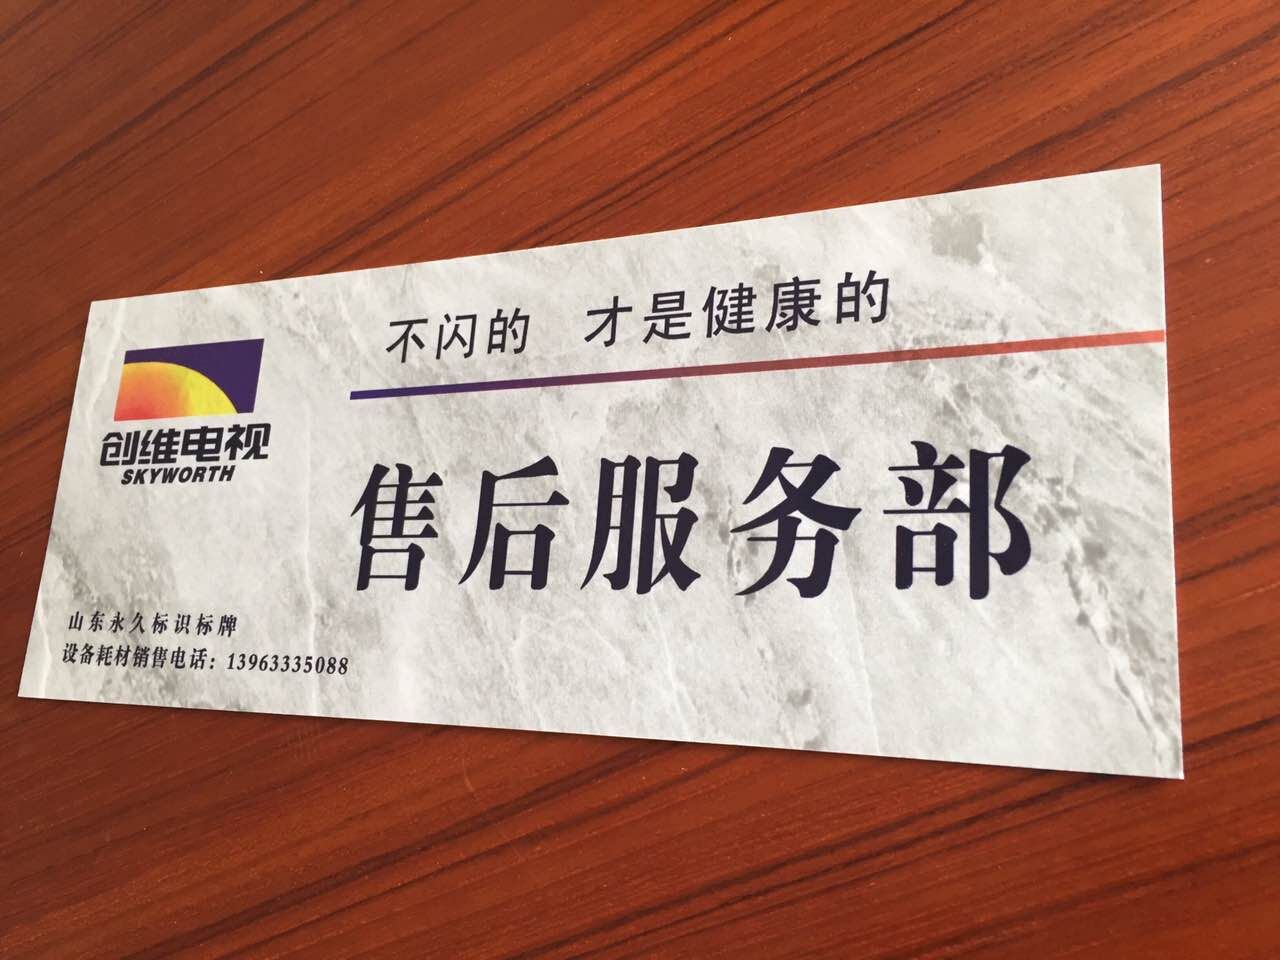 不闪的 才是健康的
创维电视
SKYWORTH
售后服务部
山东永久标识标牌
设备耗材销售电话：13963335088